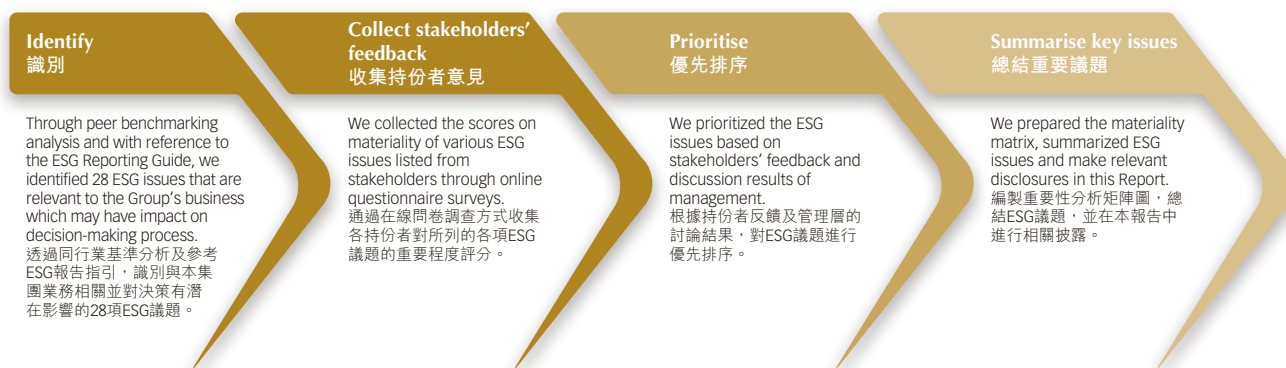 Identify
識別
Through peer benchmarking
analysis and with reference to
the ESG Reporting Guide, we
identified 28 ESG issues that are
relevant to the Group's business
which may have impact on
decision-making process.
透過同行業基準分析及參考
ESG報告指引，識別與本集
團業務相關並對決策有潛
在影響的28項ESG議題。
Collect stakeholders'
feedback
收集持份者意見
We collected the scores on
materiality of various ESG
issues listed from
stakeholders through online
questionnaire surveys.
通過在線問卷調查方式收集
各持份者對所列的各項ESG
議題的重要程度評分。
Prioritise
優先排序
We prioritized the ESG
issues based on
stakeholders' feedback and
discussion results of
management.
根據持份者反饋及管理層的
討論結果，對ESG議題進行
優先排序。
Summarise key issues
總結重要議題
We prepared the materiality
matrix, summarized ESG
issues and make relevant
disclosures in this Report.
編製重要性分析矩陣圖，總
結ESG議題，並在本報告中
進行相關披露。